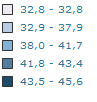 32,8 - 32,8
32,9 - 37,9
38,0 - 41,7
41,8 - 43,4
43,5 - 45,6